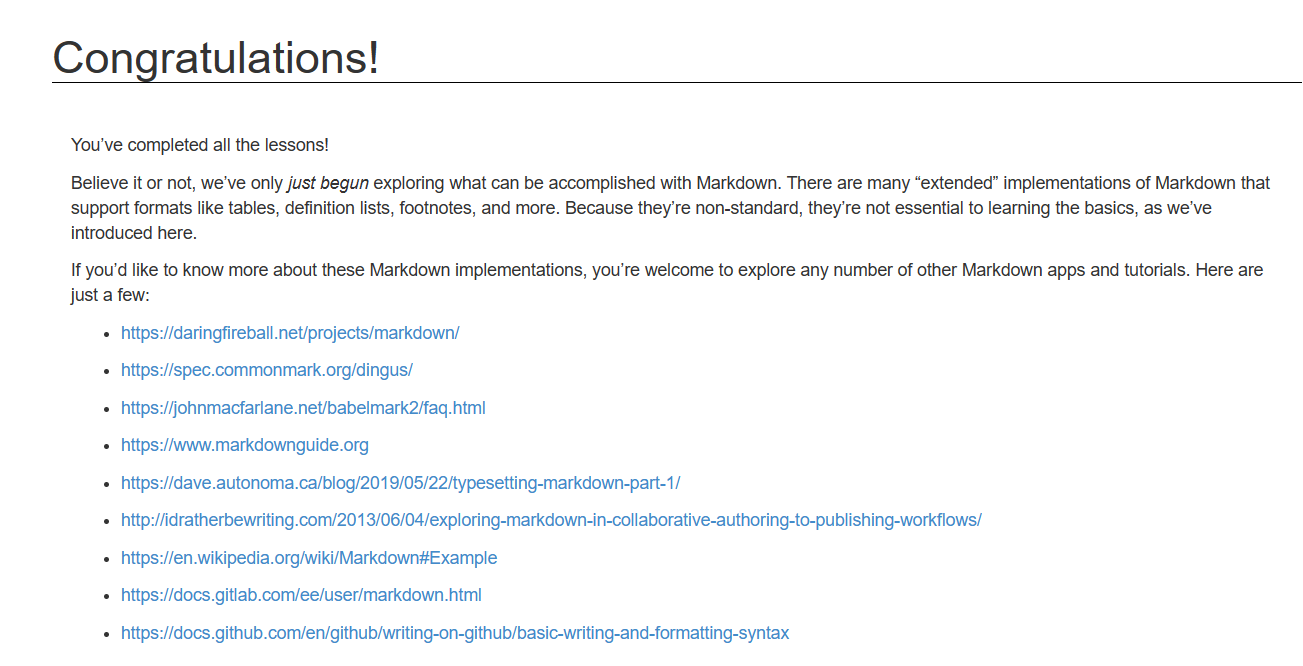 Congratulations!
You’ve completed all the lessons!
Believe it or not, we’ve only just begun exploring what can be accomplished with Markdown. There are many “extended” implementations of Markdown that
support formats like tables, definition lists, footnotes, and more. Because they’re non-standard, they’re not essential to learning the basics, as we’ve
introduced here.
If you’d like to know more about these Markdown implementations, you’re welcome to explore any number of other Markdown apps and tutorials. Here are
just a few:
• https://daringfireball.net/projects/markdown/
• https://spec.commonmark.org/dingus/
• https://johnmacfarlane.net/babelmark2/faq.html
• https://www.markdownguide.org
• https://dave.autonoma.ca/blog/2019/05/22/typesetting-markdown-part-1/
• http://idratherbewriting.com/2013/06/04/exploring-markdown-in-collaborative-authoring-to-publishing-workflows/
• https://en.wikipedia.org/wiki/Markdown#Example
• https://docs.gitlab.com/ee/user/markdown.html
• https://docs.github.com/en/github/writing-on-github/basic-writing-and-formatting-syntax